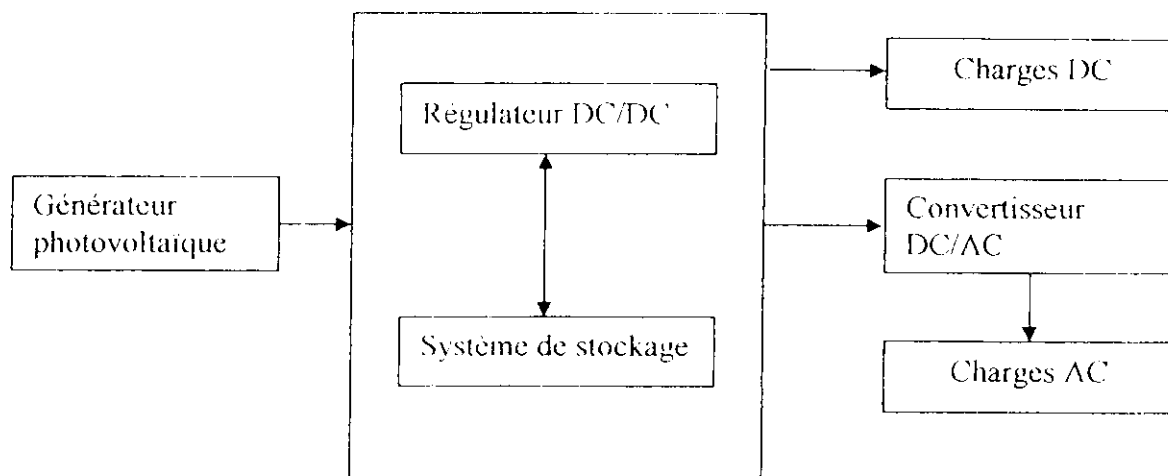 Charges DC
Régulateur DC/DC
Générateur
photovoltaïque
Convertisseur
DC/AC
Système de stockage
Charges AC